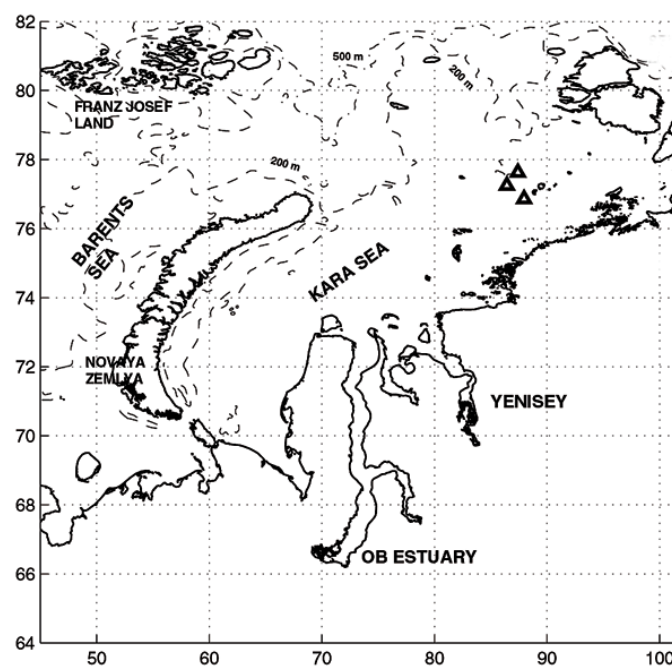 82
80
78
76
74
72
70
68
66
64
500 m
200 m
FRANZ JOSEF
LAND
200 m
BARENTS
SEA
KARA SEA
NOVAYA
ZEMLYA
YENISEY
OB ESTUARY
50
60
70
80
90
100